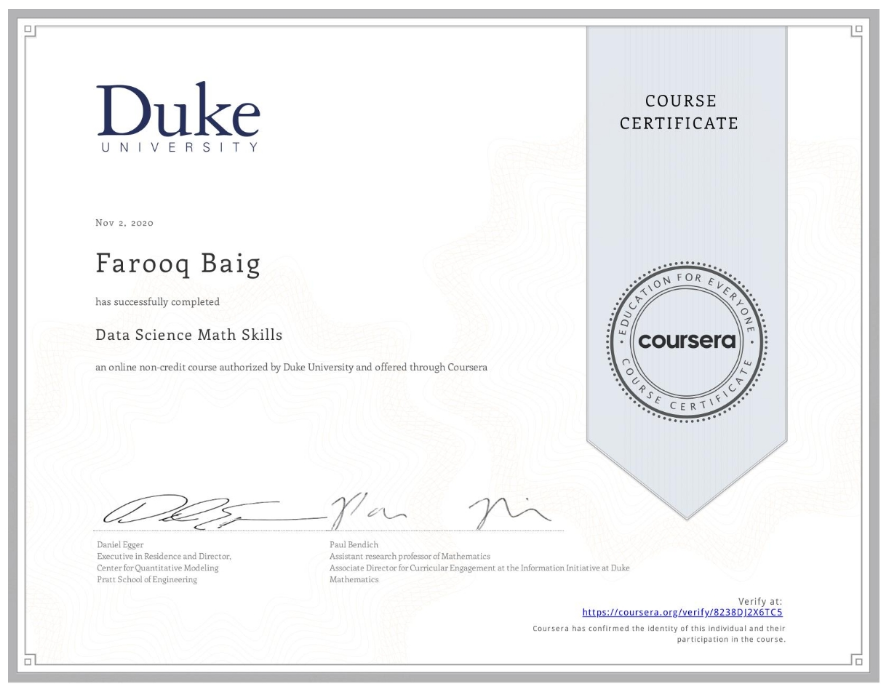 Duke
UNIVERSITY
COURSE
CERTIFICATE
Nov 2, 2020
Farooq Baig
has successfully completed
Data Science Math Skills
an online non-credit course authorized by Duke University and offered through Coursera
EDUCATION FOR EVERYONE
coursera
COURSE CERTIFICATE
Daniel Egger
Executive in Residence and Director,
Center for Quantitative Modeling
Pratt School of Engineering
Paul Bendich
Assistant research professor of Mathematics
Associate Director for Curricular Engagement at the Information Initiative at Duke
Mathematics
Verify at:
https://coursera.org/verify/8238DJ2X6TC5
Coursera has confirmed the identity of this individual and their
participation in the course.